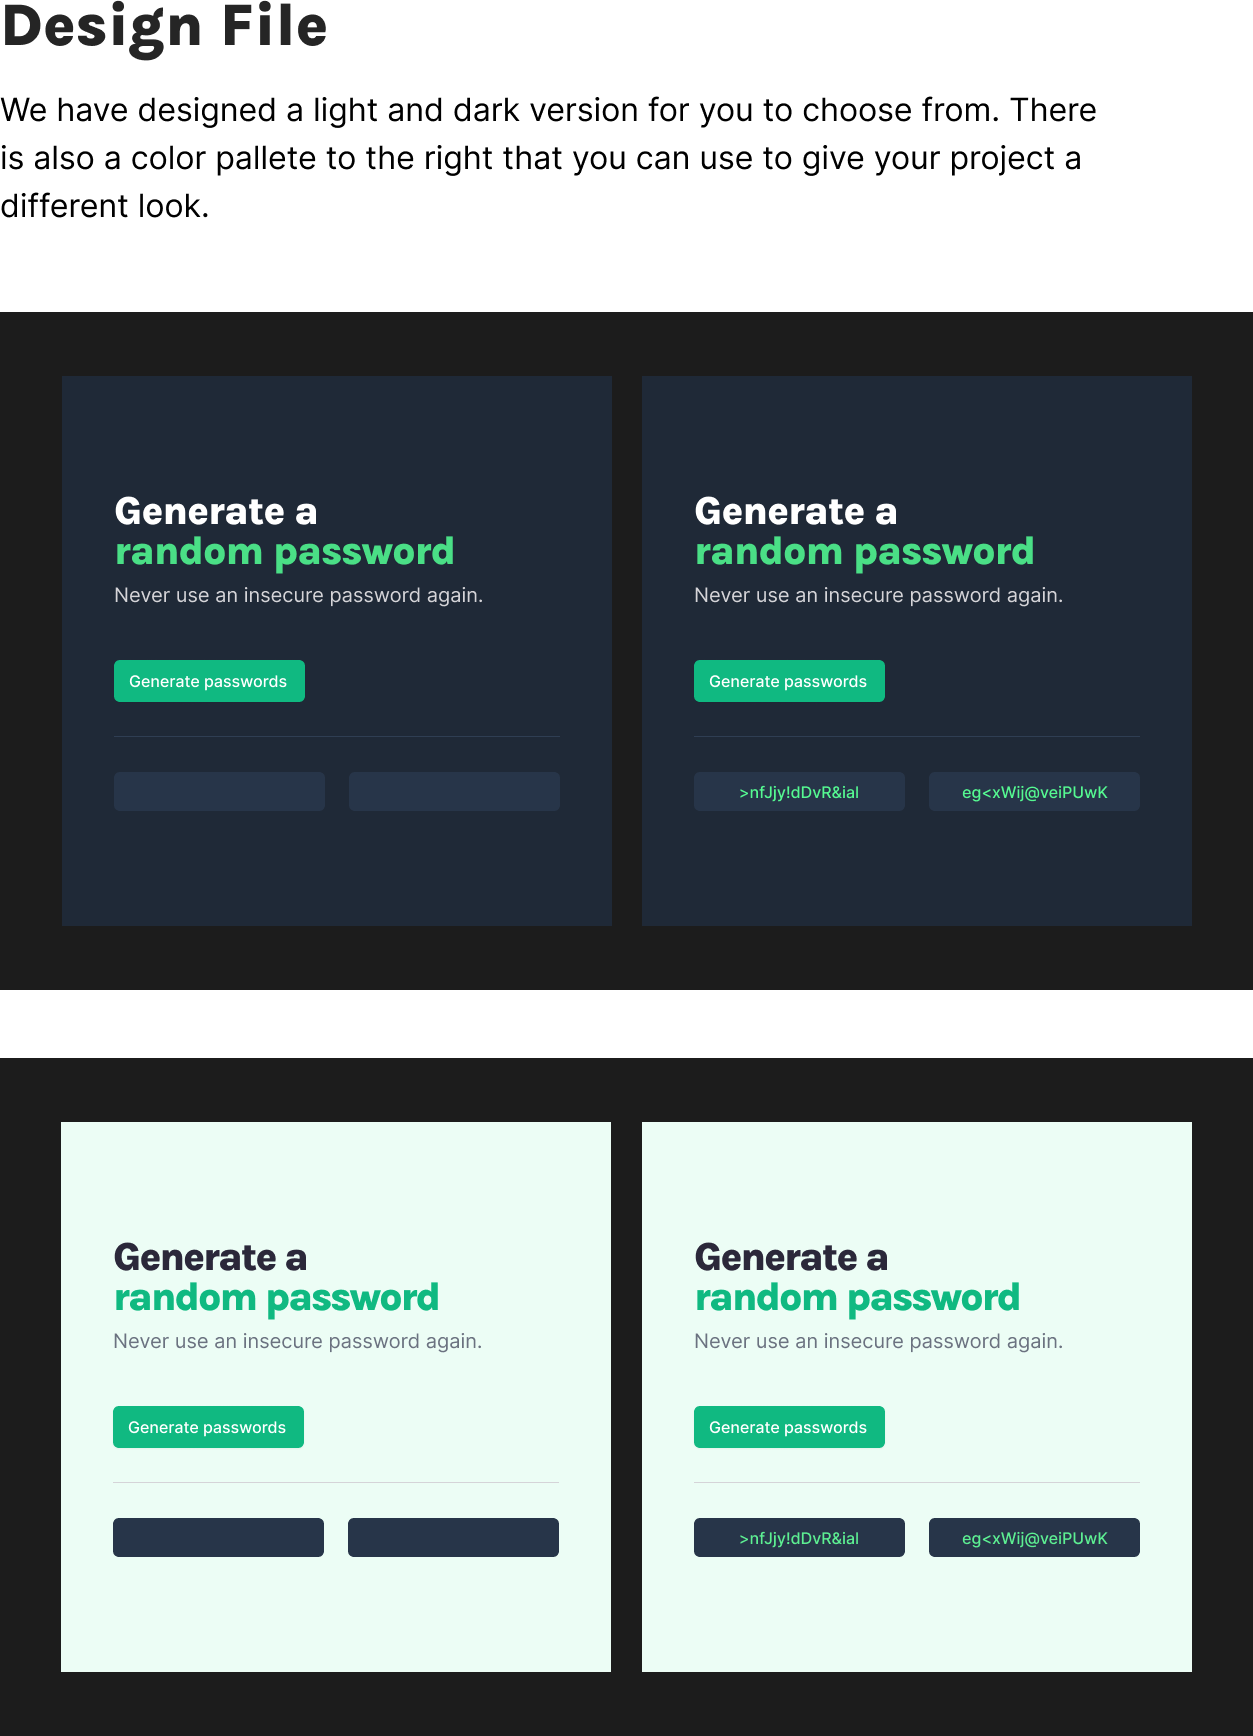 Design File
We have designed a light and dark version for you to choose from. There
is also a color pallete to the right that you can use to give your project a
different look.
Generate a
random password
Never use an insecure password again.
Generate passwords
Generate a
random password
Never use an insecure password again.
Generate passwords
>nfJjy!dDvR&ial
eg<xWij@veiPUwK
Generate a
random password
Never use an insecure password again.
Generate passwords
Generate a
random password
Never use an insecure password again.
Generate passwords
>nfJjy!dDvR&ial
eg<xWij@veiPUwK